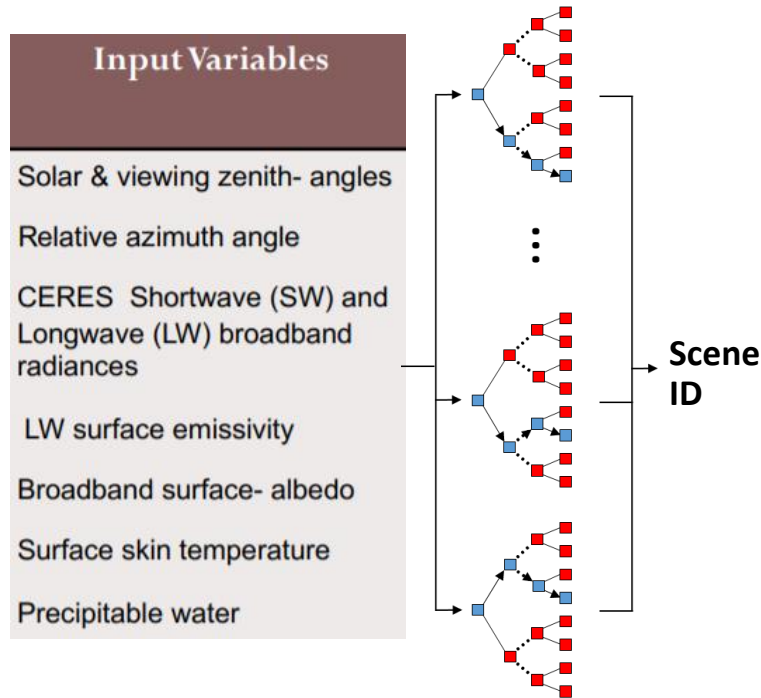 Input Variables
Solar & viewing zenith- angles
Relative azimuth angle
CERES  Shortwave (SW) and
Longwave (LW) broadband
radiances
LW surface emissivity
Broadband surface- albedo
Surface skin temperature
Precipitable water
Scene
ID